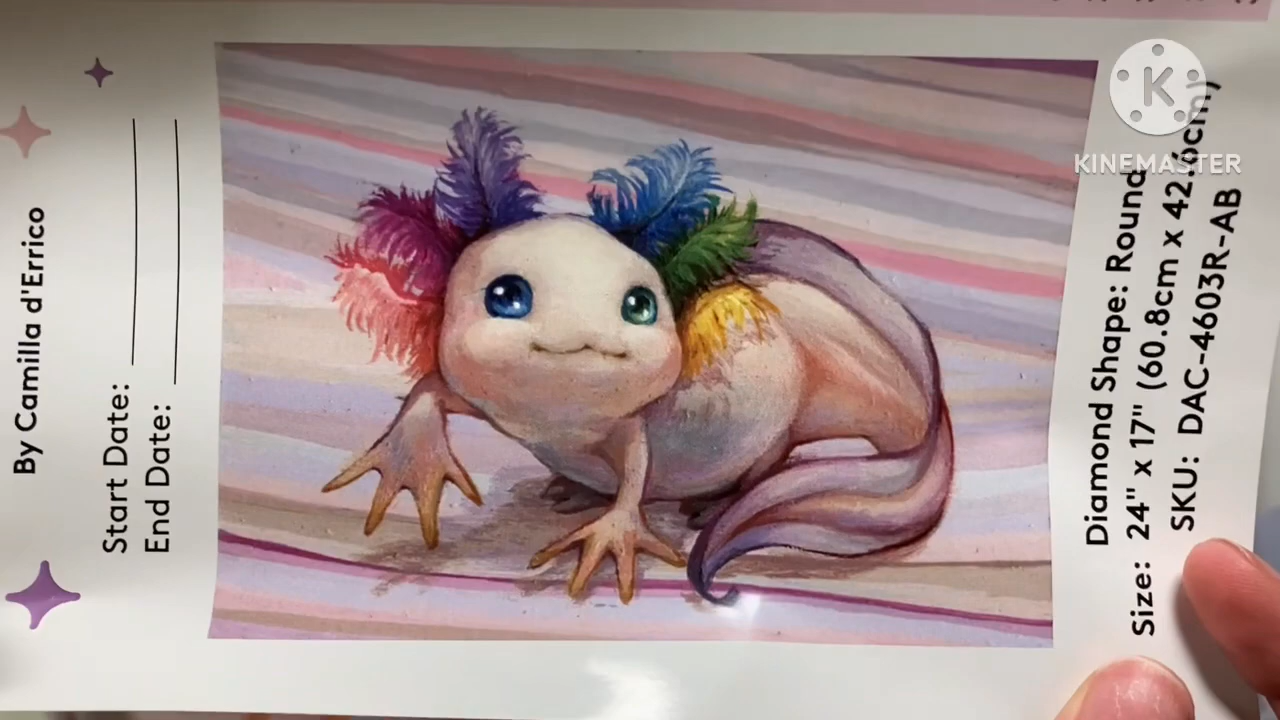 By Camilla d'Errico
Start Date:
End Date:
Diamond Shape: Round
Size: 24" x 17" (60.8cm x 42.6cm)
SKU: DAC-4603R-AB
K
KINEMASTER